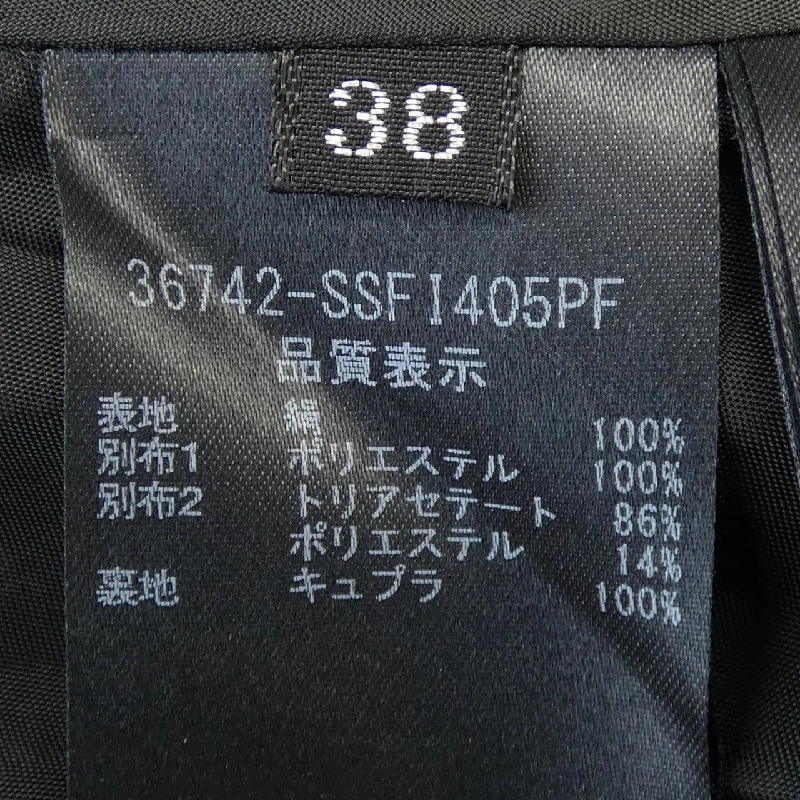 38
36742-SSFI405PF
品質表示
表地 絹 100%
別布1 ポリエステル 100%
別布2 トリアセテート 86%
ポリエステル 14%
裏地 キュプラ 100%